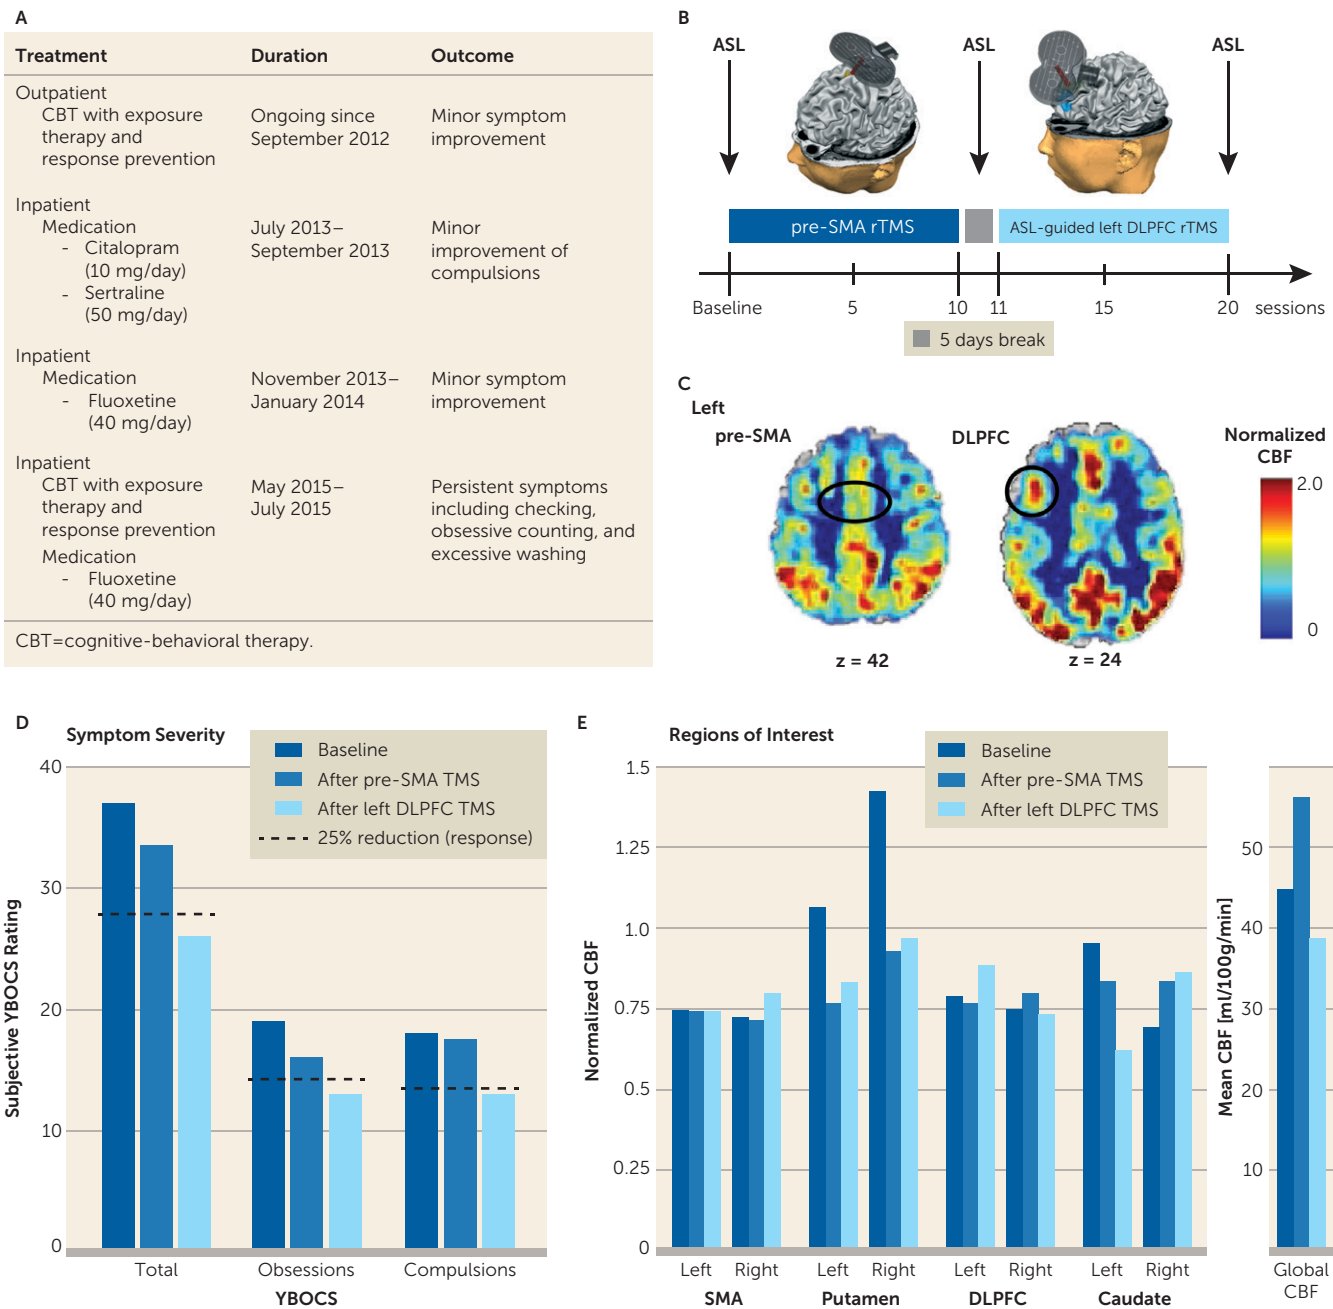 A
Treatment Duration Outcome
Outpatient
CBT with exposure therapy and response prevention
Ongoing since September 2012
Minor symptom improvement
Inpatient
Medication
- Citalopram (10 mg/day)
- Sertraline (50 mg/day)
July 2013–September 2013
Minor improvement of compulsions
Inpatient
Medication
- Fluoxetine (40 mg/day)
November 2013–January 2014
Minor symptom improvement
Inpatient
CBT with exposure therapy and response prevention
Medication
- Fluoxetine (40 mg/day)
May 2015–July 2015
Persistent symptoms including checking, obsessive counting, and excessive washing
CBT=cognitive-behavioral therapy.
B
ASL ASL ASL
pre-SMA rTMS
ASL-guided left DLPFC rTMS
Baseline 5 10 11 15 20 sessions
5 days break
C
Left
pre-SMA
DLPFC
Normalized CBF
2.0
0
z = 42
z = 24
D
Symptom Severity
Baseline
After pre-SMA TMS
After left DLPFC TMS
25% reduction (response)
Subjective YBOCS Rating
40
30
20
10
0
Total Obsessions Compulsions
YBOCS
E
Regions of Interest
Baseline
After pre-SMA TMS
After left DLPFC TMS
Normalized CBF
1.5
1.25
1.0
0.75
0.5
0.25
0
Left Right Left Right Left Right Left Right
SMA Putamen DLPFC Caudate
Mean CBF [ml/100g/min]
50
40
30
20
10
Global CBF